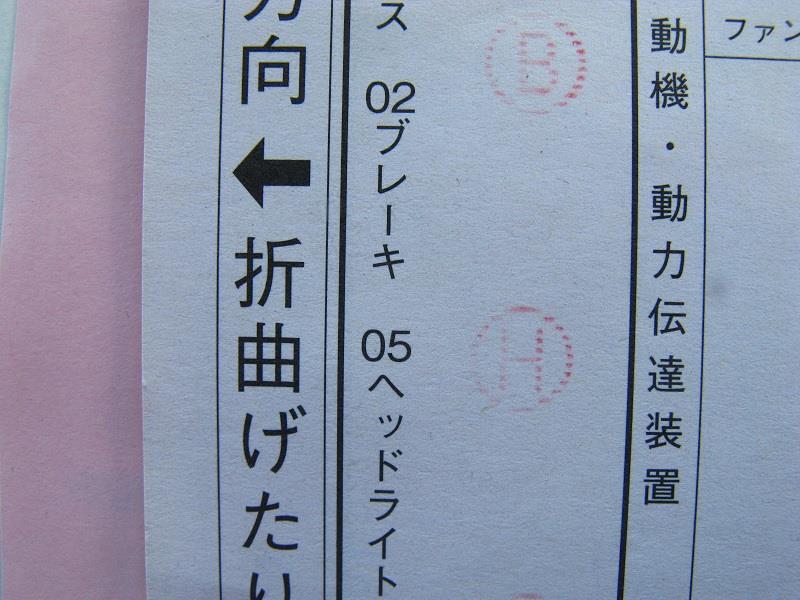 ファン
動機・動力伝達装置
B
H
ス 02ブレーキ 05ヘッドライト
方向 ← 折曲げたり